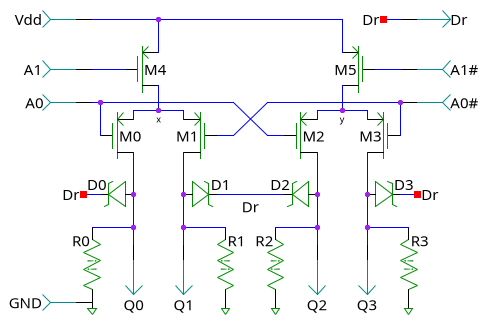 Vdd Dr Dr
M4 M5
A1 A1#
A0 A0#
x y
M0 M1 M2 M3
D0 D1 D2 D3
Dr Dr Dr
R0 R1 R2 R3
GND Q0 Q1 Q2 Q3